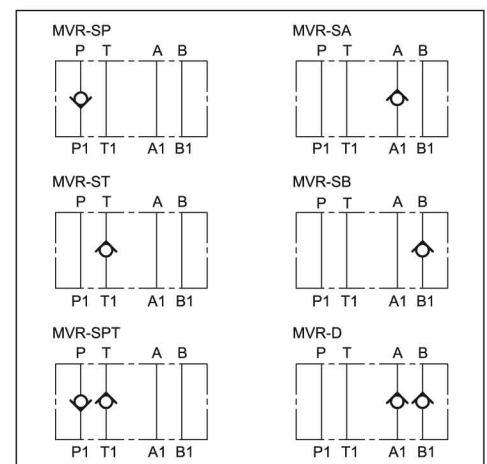 MVR-SP
P T A B
P1 T1 A1 B1
MVR-SA
P T A B
P1 T1 A1 B1
MVR-ST
P T A B
P1 T1 A1 B1
MVR-SB
P T A B
P1 T1 A1 B1
MVR-SPT
P T A B
P1 T1 A1 B1
MVR-D
P T A B
P1 T1 A1 B1